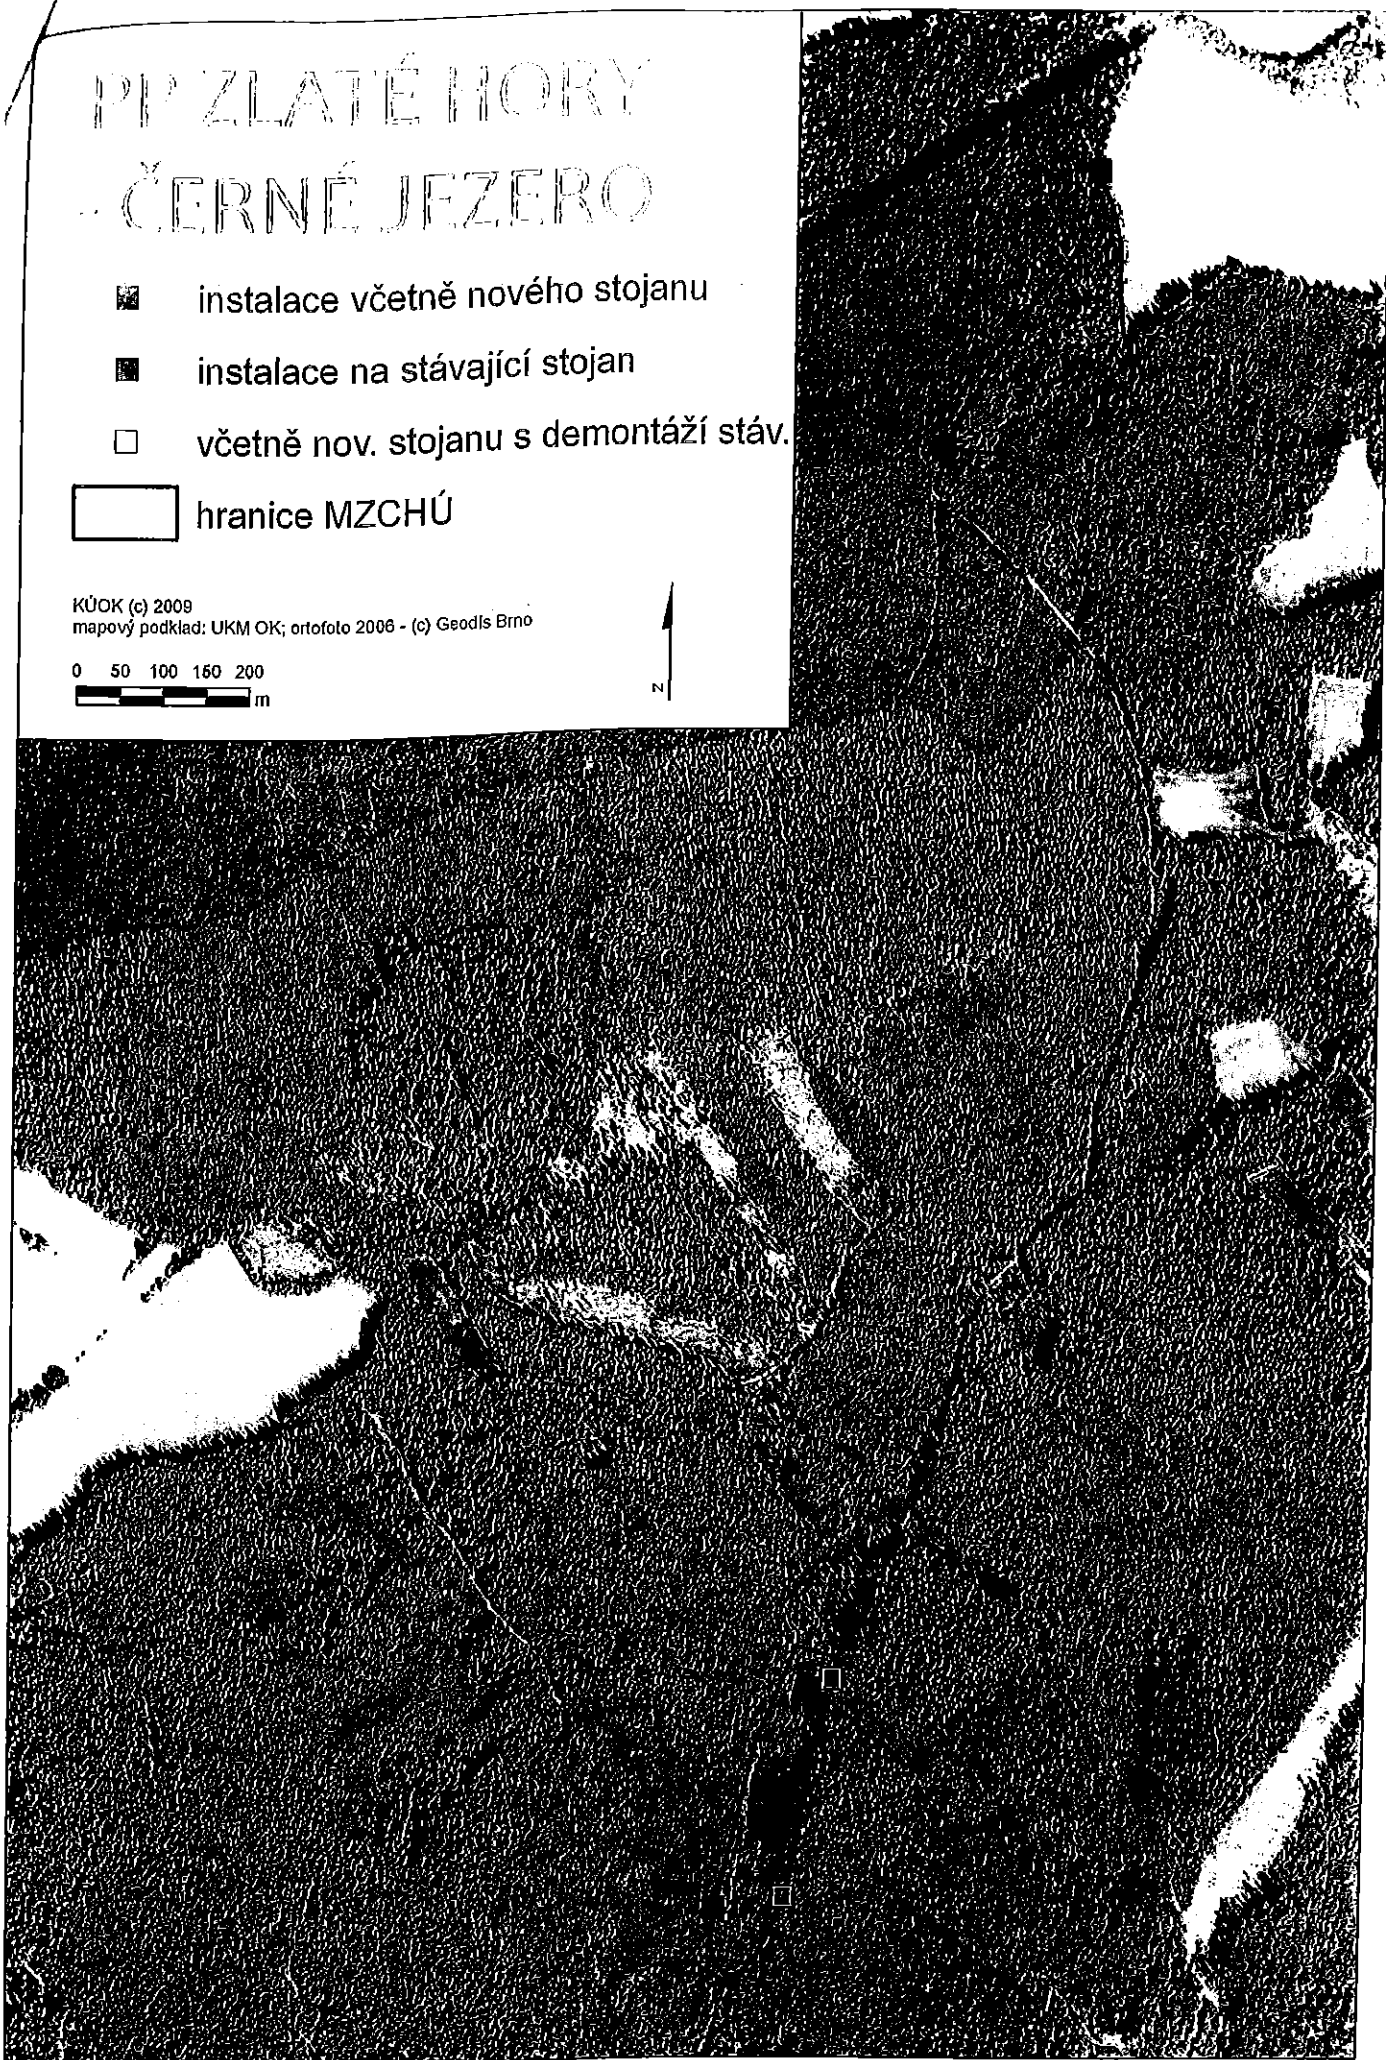 PP ZLATÉ HORY
- ČERNÉ JEZERO
instalace včetně nového stojanu
instalace na stávající stojan
včetně nov. stojanu s demontáží stáv.
hranice MZCHÚ
KÚOK (c) 2009
mapový podklad: UKM OK; ortofoto 2006 - (c) Geodis Brno
0 50 100 150 200
m
N